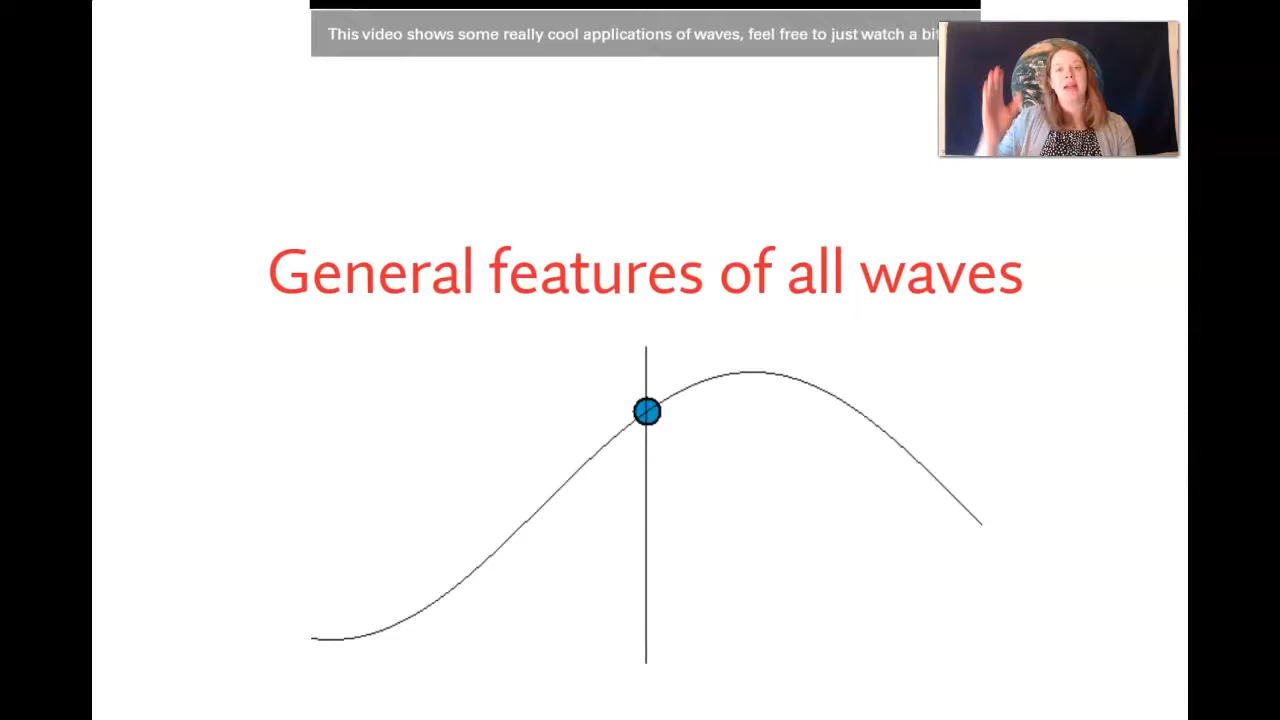 This video shows some really cool applications of waves, feel free to just watch a bit
General features of all waves